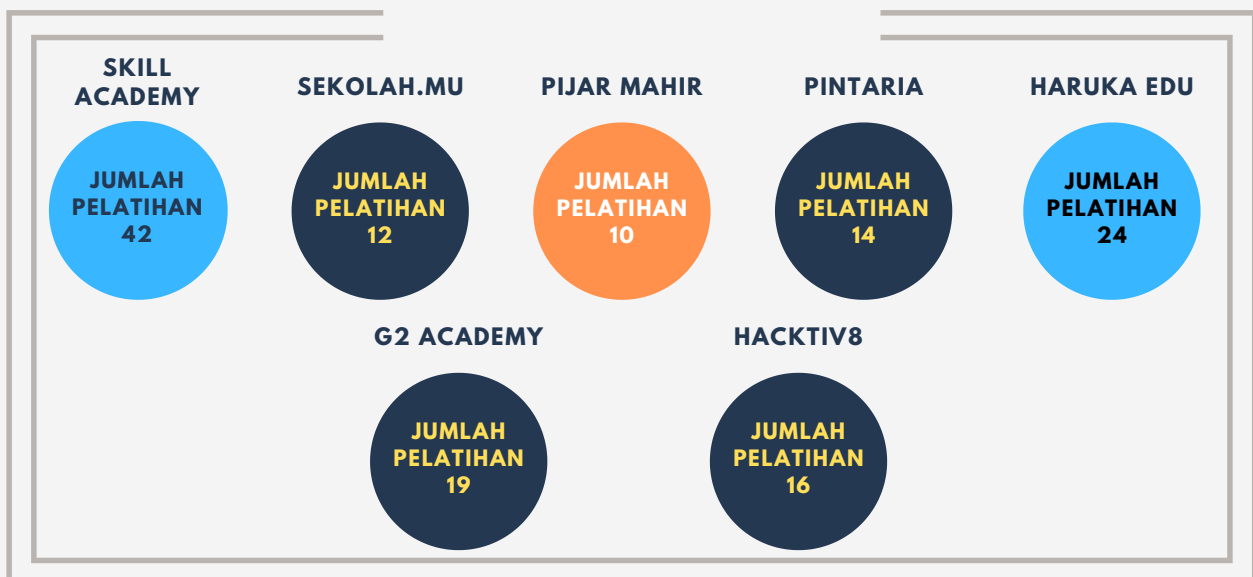 SKILL
ACADEMY
JUMLAH
PELATIHAN
42
SEKOLAH.MU
JUMLAH
PELATIHAN
12
PIJAR MAHIR
JUMLAH
PELATIHAN
10
PINTARIA
JUMLAH
PELATIHAN
14
HARUKA EDU
JUMLAH
PELATIHAN
24
G2 ACADEMY
JUMLAH
PELATIHAN
19
HACKTIV8
JUMLAH
PELATIHAN
16